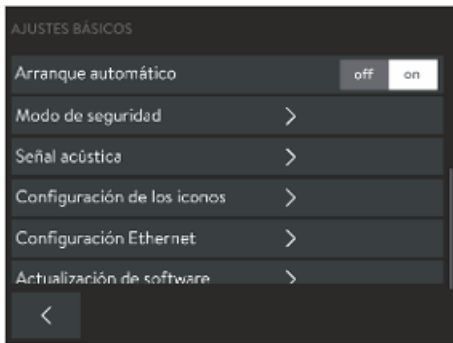 AJUSTES BÁSICOS
Arranque automático off on
Modo de seguridad
Señal acústica
Configuración de los iconos
Configuración Ethernet
Actualización de software